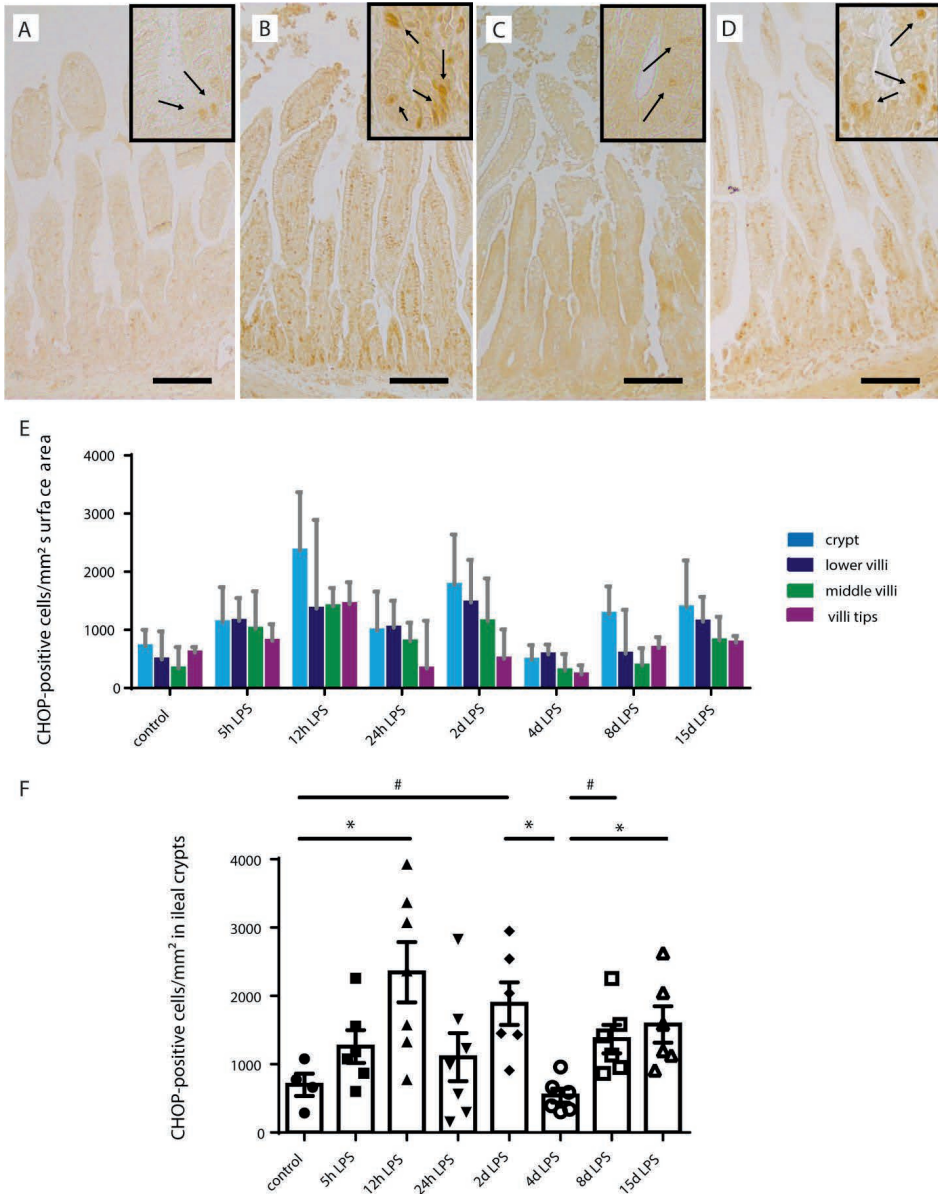 A
B
C
D
E
CHOP-positive cells/mm² surface area
4000
3000
2000
1000
0
control
5h LPS
12h LPS
24h LPS
2d LPS
4d LPS
8d LPS
15d LPS
crypt
lower villi
middle villi
villi tips
F
# #
* * *
CHOP-positive cells/mm² in ileal crypts
4000
3000
2000
1000
0
control
5h LPS
12h LPS
24h LPS
2d LPS
4d LPS
8d LPS
15d LPS